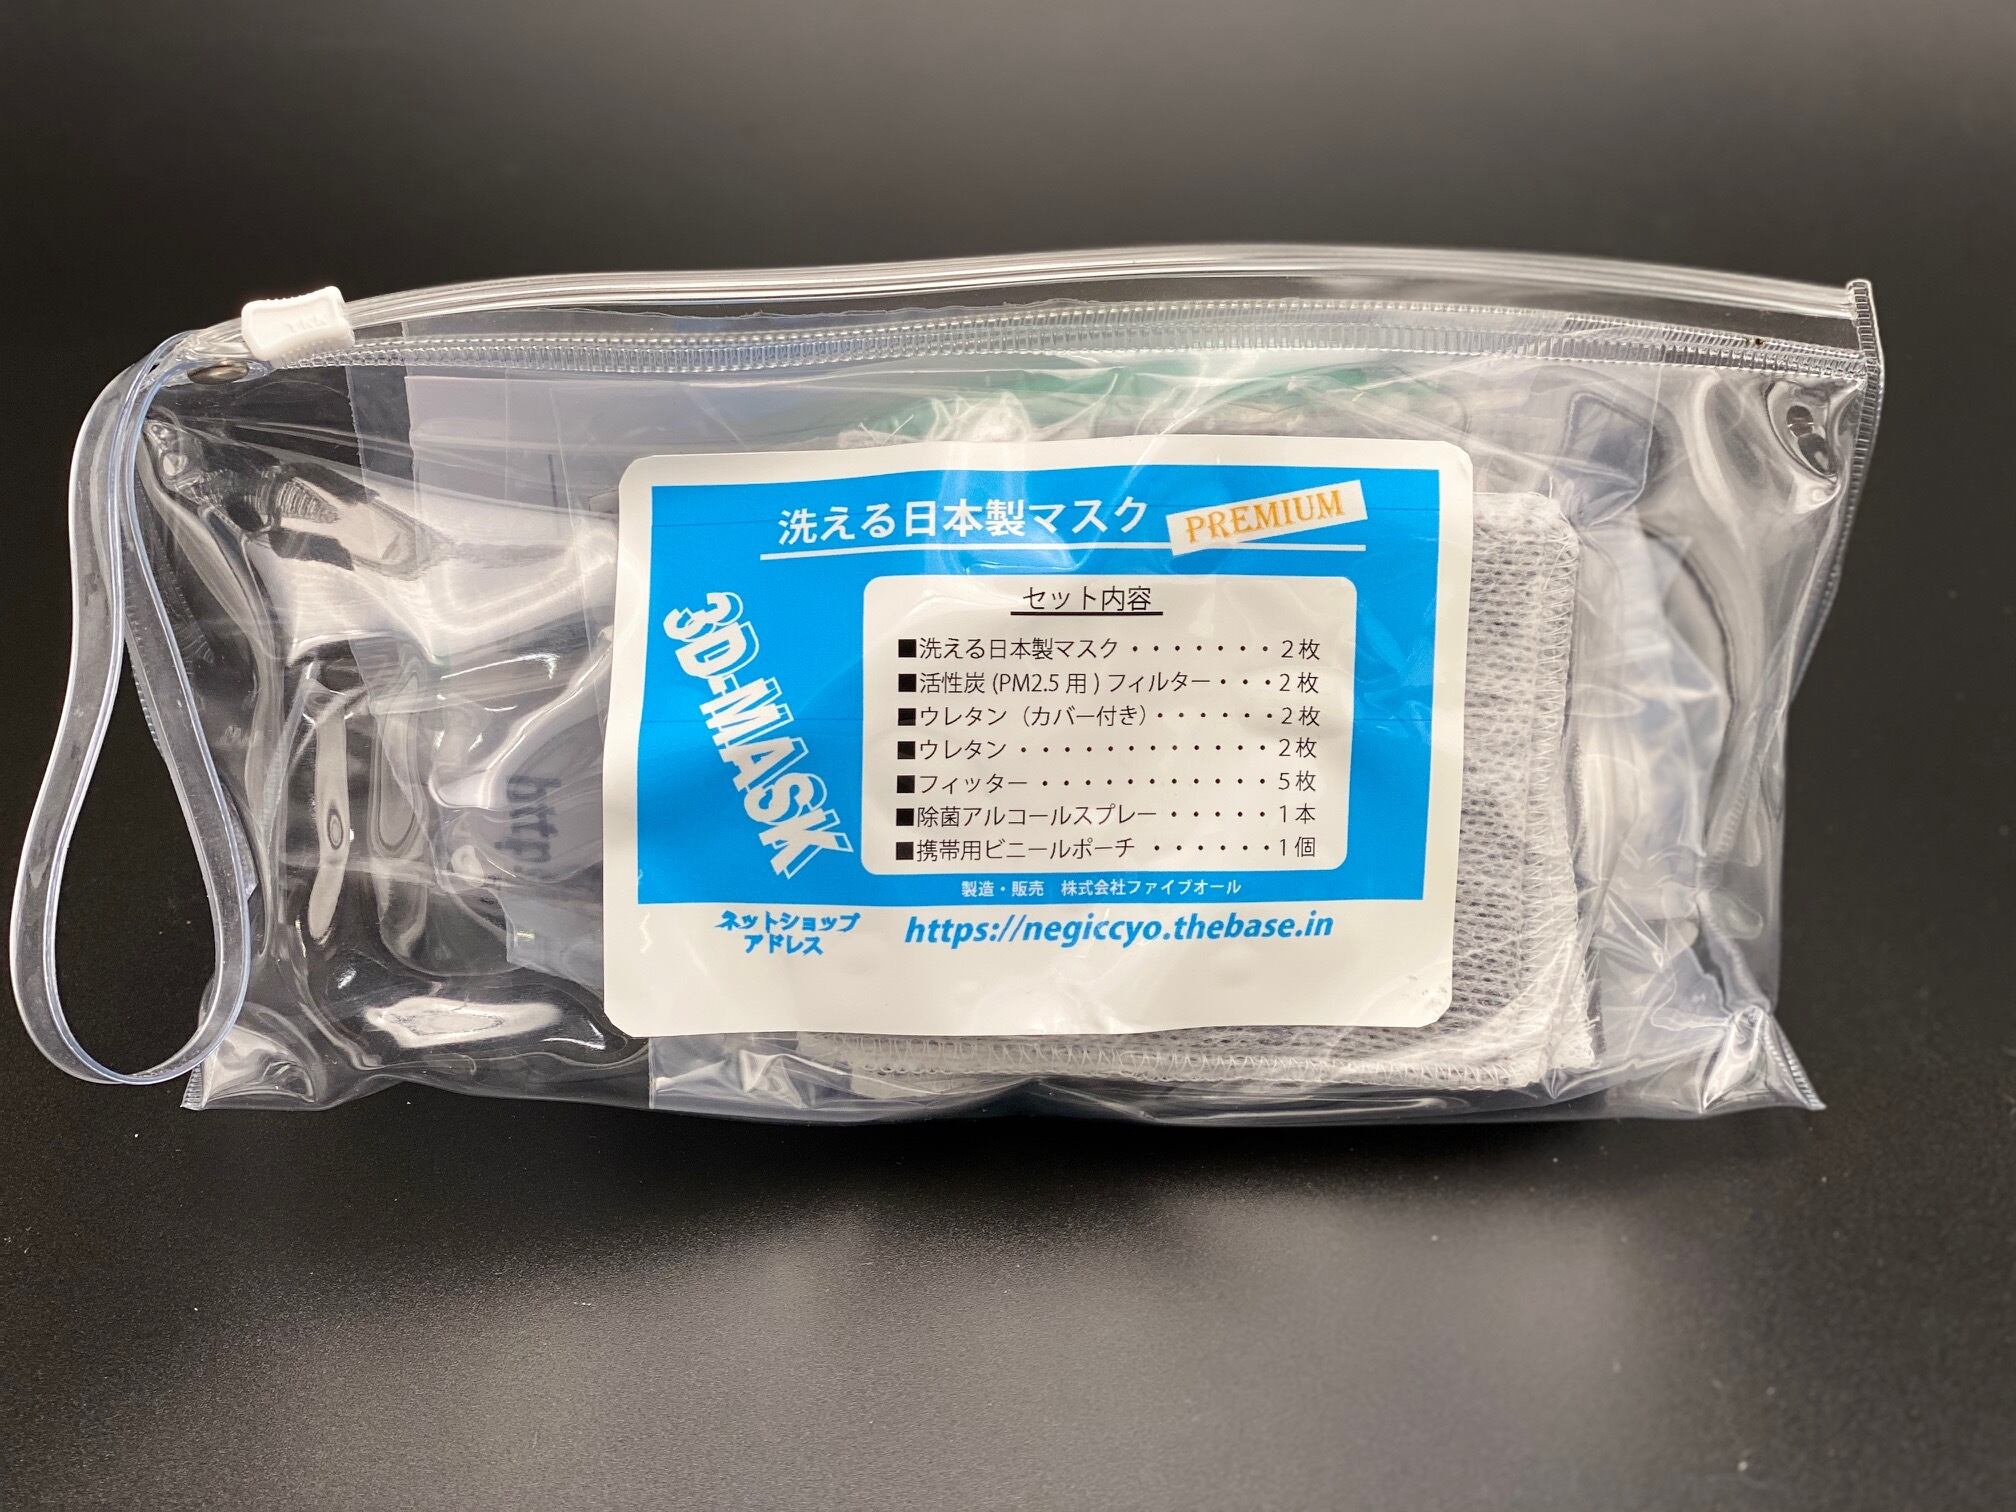 YKK
洗える日本製マスク PREMIUM
3D-MASK
セット内容
■洗える日本製マスク・・・・・・・2枚
■活性炭(PM2.5用)フィルター・・・2枚
■ウレタン（カバー付き）・・・・・・2枚
■ウレタン・・・・・・・・・・・・2枚
■フィッター・・・・・・・・・・・5枚
■除菌アルコールスプレー・・・・・1本
■携帯用ビニールポーチ・・・・・・1個
製造・販売　株式会社ファイブオール
ネットショップ
アドレス
https://negiccyo.thebase.in
http